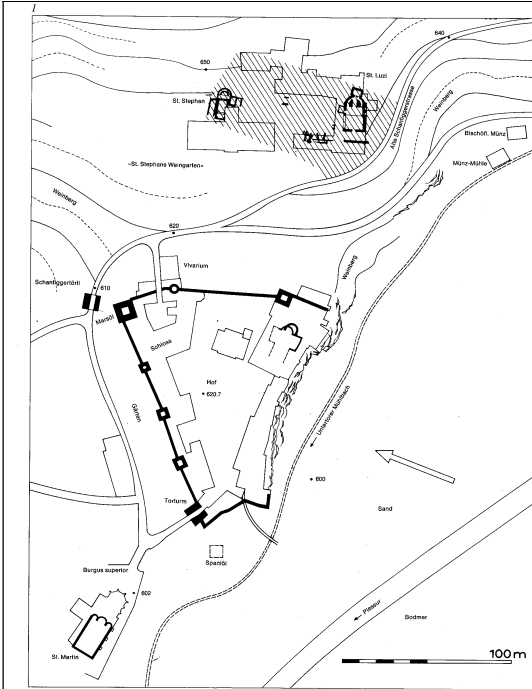 I
640
650
St. Luzi
St. Stephan
Alte Schanfiggerstrasse
Weinberg
Bischöfl. Münz
Münz-Mühle
«St. Stephans Weingarten»
Weinberg
620
Vivarium
Weinberg
Schanfiggertörli
610
Marsöl
Schloss
Hof
620.7
Gärten
Untertorer Mühlbach
600
Torturm
Sand
Spaniöl
Burgus superior
602
Plessur
Bodmer
St. Martin
100 m